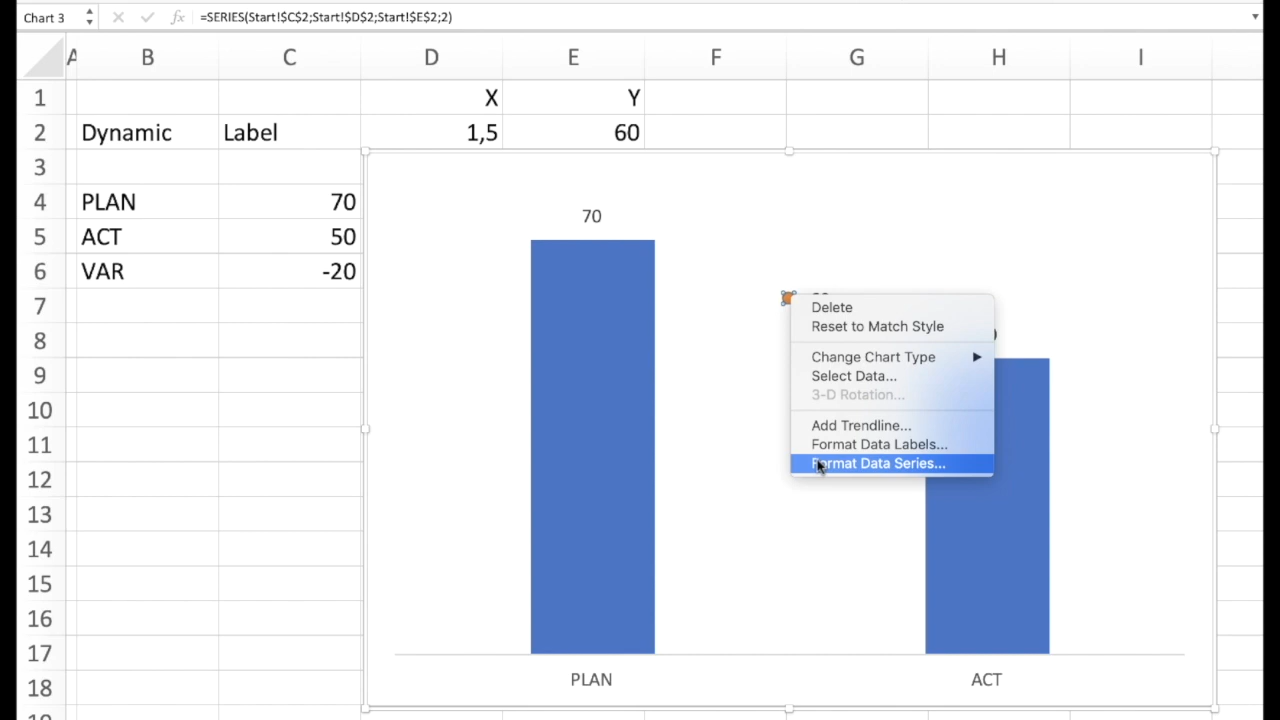 Chart 3 fx =SERIES(Start!$C$2;Start!$D$2;Start!$E$2;2)
A B C D E F G H I
1 X Y
2 Dynamic Label 1,5 60
3
4 PLAN 70
5 ACT 50
6 VAR -20
7
8
9
10
11
12
13
14
15
16
17
18
70
Delete
Reset to Match Style
Change Chart Type
Select Data...
3-D Rotation...
Add Trendline...
Format Data Labels...
Format Data Series...
PLAN ACT